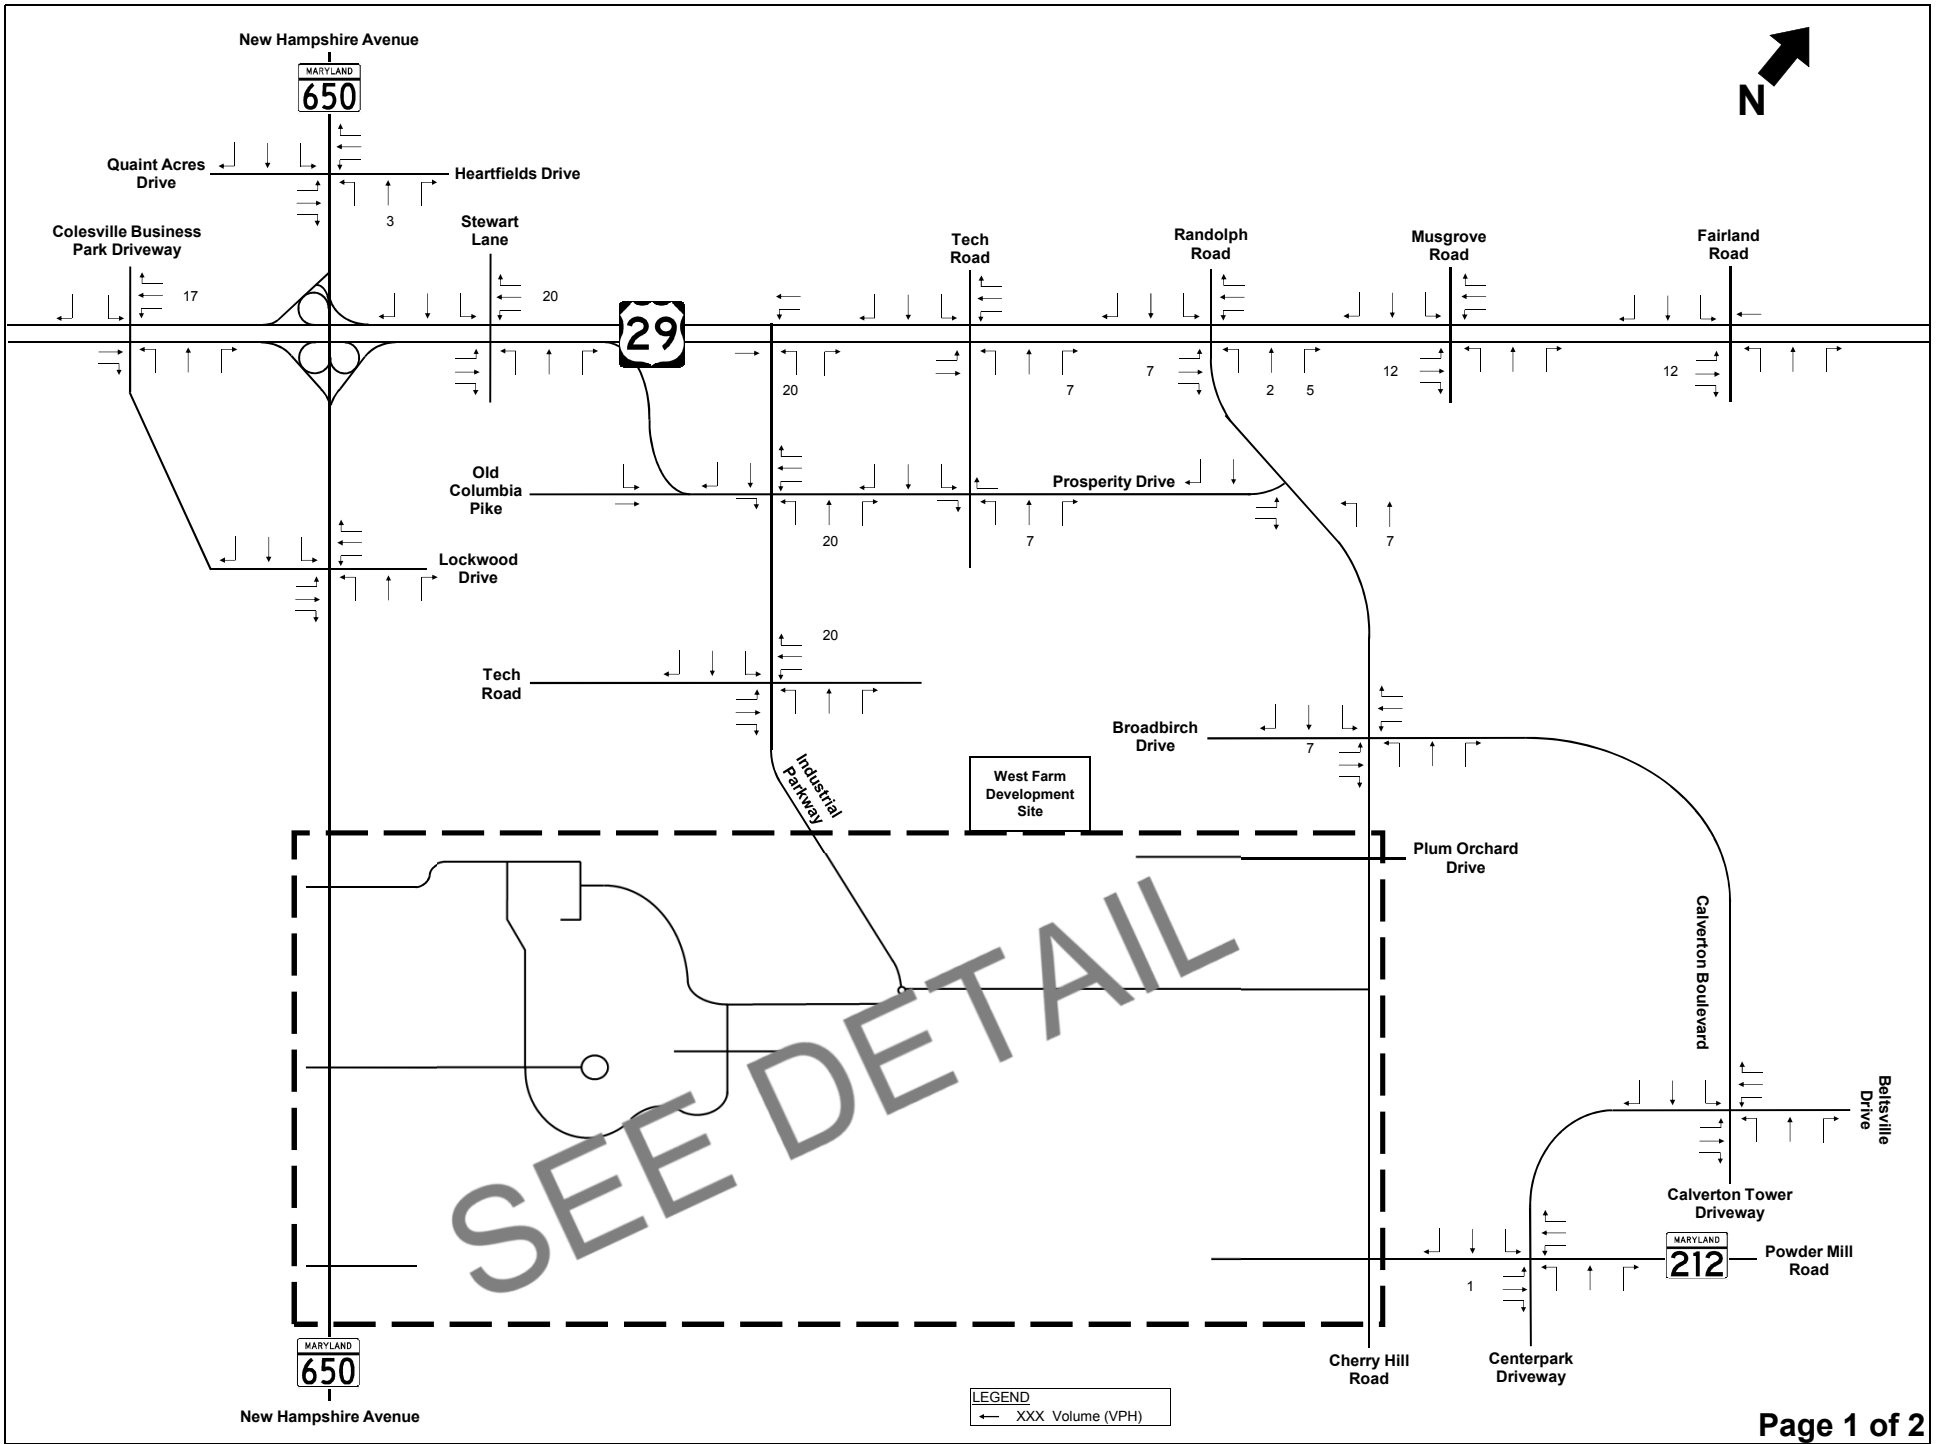 New Hampshire Avenue
MARYLAND
650
N
Quaint Acres
Drive
Heartfields Drive
3
Colesville Business
Park Driveway
Stewart
Lane
Tech
Road
Randolph
Road
Musgrove
Road
Fairland
Road
17
20
29
20
7
7
2
5
12
12
Old
Columbia
Pike
Prosperity Drive
20
7
7
Lockwood
Drive
20
Tech
Road
Broadbirch
Drive
7
Industrial
Parkway
West Farm
Development
Site
Plum Orchard
Drive
Calverton Boulevard
SEE DETAIL
Beltsville
Drive
Calverton Tower
Driveway
MARYLAND
212
Powder Mill
Road
1
MARYLAND
650
New Hampshire Avenue
Cherry Hill
Road
Centerpark
Driveway
LEGEND
XXX Volume (VPH)
Page 1 of 2